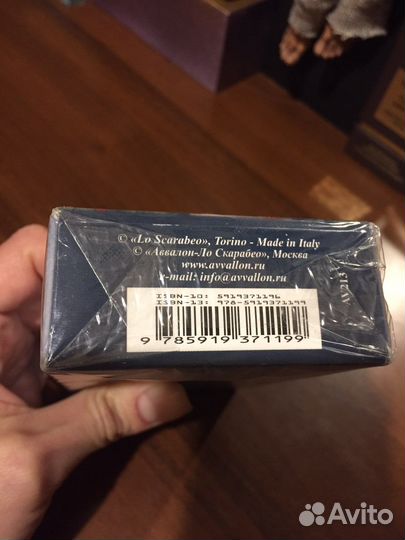 © «Lo Scarabeo», Torino - Made in Italy
© «Аввалон-Ло Скарабео», Москва
www.avvallon.ru
e-mail: info@avvallon.ru
ISBN-10: 5919371196
ISBN-13: 978-5919371199
9 785919 371199
AV213
Avito